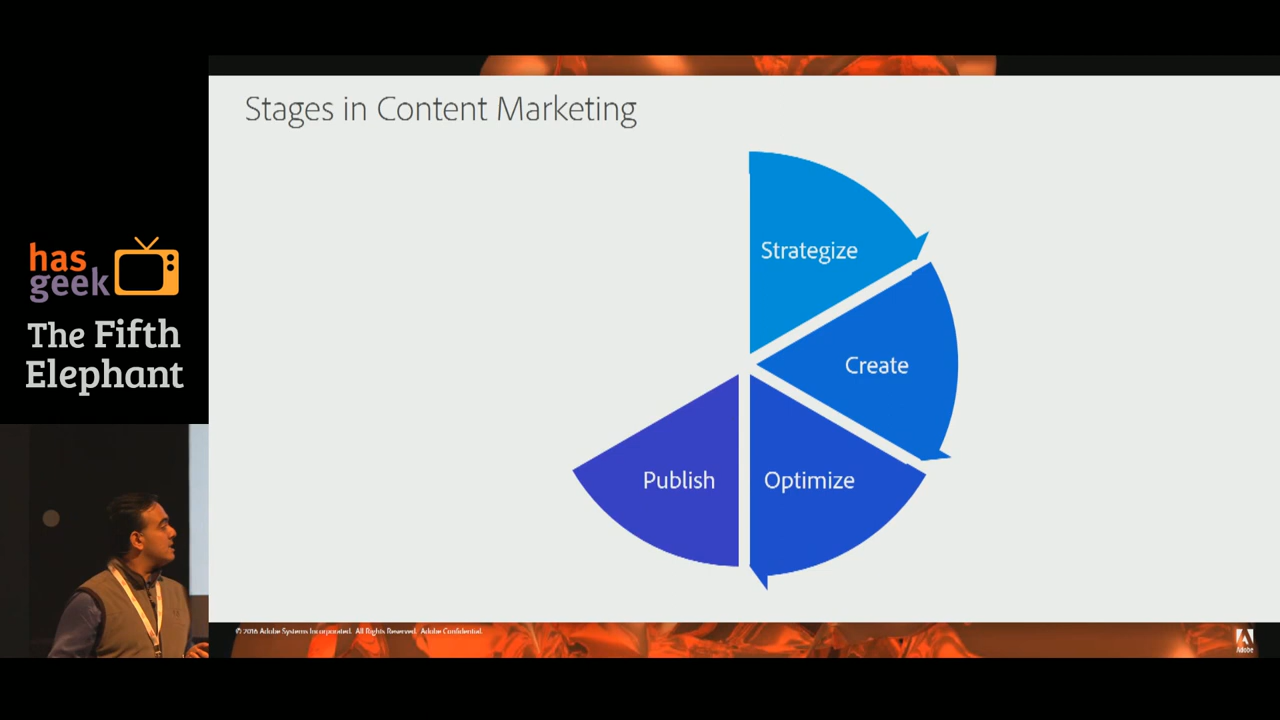 Stages in Content Marketing
Strategize
Create
Optimize
Publish
has
geek
The Fifth
Elephant
© 2016 Adobe Systems Incorporated. All Rights Reserved. Adobe Confidential.
Adobe